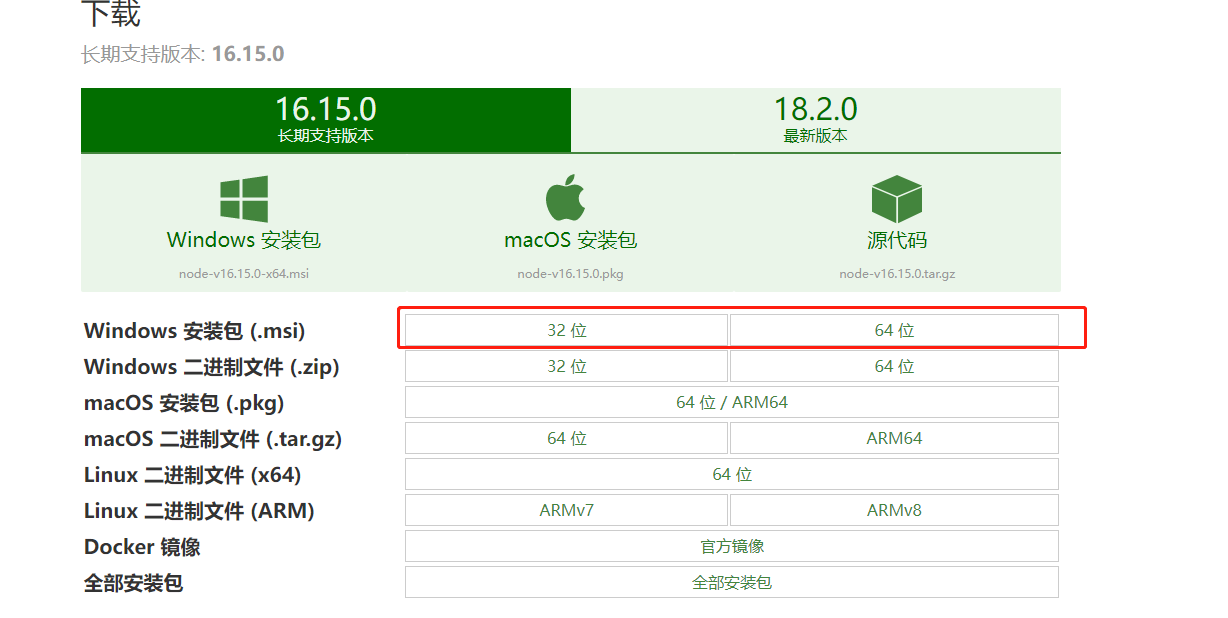 下载
长期支持版本: 16.15.0
16.15.0
长期支持版本
18.2.0
最新版本
Windows 安装包
node-v16.15.0-x64.msi
macOS 安装包
node-v16.15.0.pkg
源代码
node-v16.15.0.tar.gz
Windows 安装包 (.msi) 32 位 64 位
Windows 二进制文件 (.zip) 32 位 64 位
macOS 安装包 (.pkg) 64 位 / ARM64
macOS 二进制文件 (.tar.gz) 64 位 ARM64
Linux 二进制文件 (x64) 64 位
Linux 二进制文件 (ARM) ARMv7 ARMv8
Docker 镜像 官方镜像
全部安装包 全部安装包